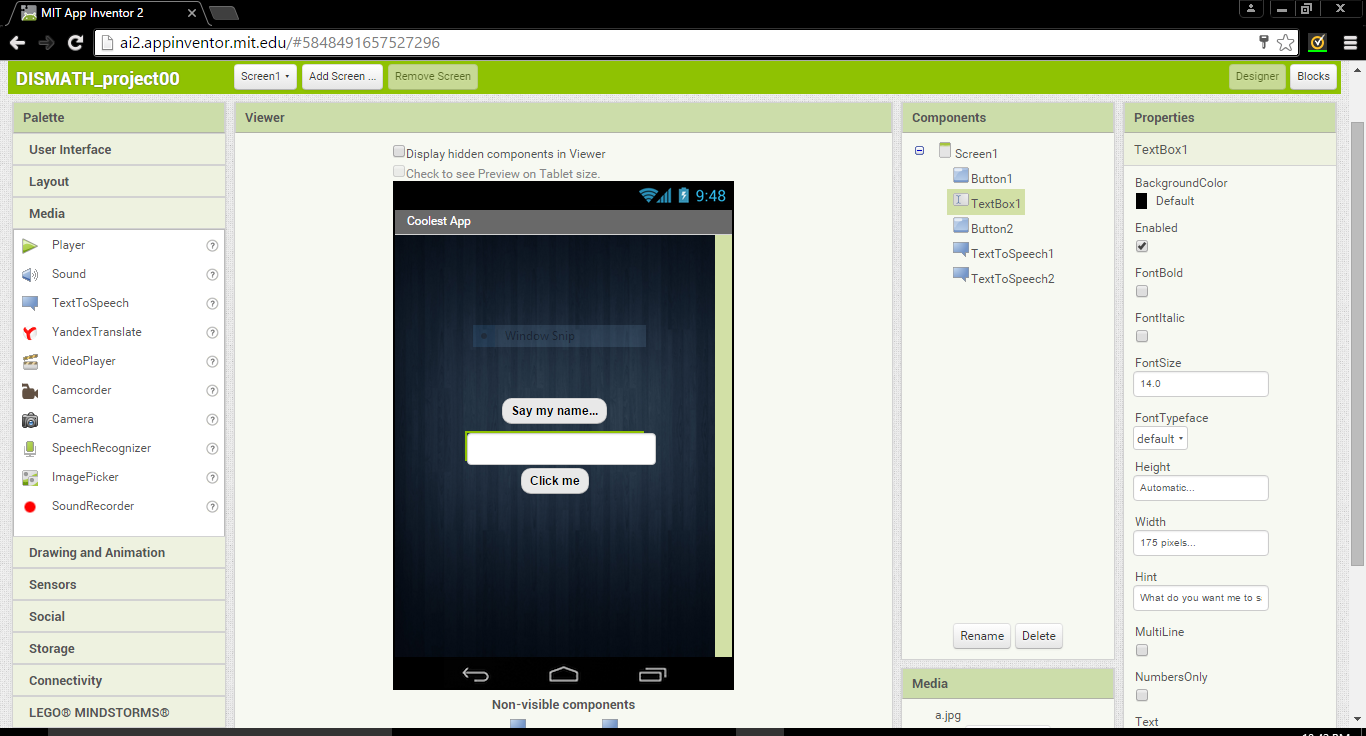 MIT App Inventor 2
ai2.appinventor.mit.edu/#5848491657527296
DISMATH_project00
Screen1
Add Screen ...
Remove Screen
Designer
Blocks
Palette
User Interface
Layout
Media
Player
Sound
TextToSpeech
YandexTranslate
VideoPlayer
Camcorder
Camera
SpeechRecognizer
ImagePicker
SoundRecorder
Drawing and Animation
Sensors
Social
Storage
Connectivity
LEGO® MINDSTORMS®
Viewer
Display hidden components in Viewer
Check to see Preview on Tablet size.
9:48
Coolest App
Window Snip
Say my name...
Click me
Non-visible components
Components
Screen1
Button1
TextBox1
Button2
TextToSpeech1
TextToSpeech2
Rename
Delete
Media
a.jpg
Properties
TextBox1
BackgroundColor
Default
Enabled
FontBold
FontItalic
FontSize
14.0
FontTypeface
default
Height
Automatic...
Width
175 pixels...
Hint
What do you want me to s
MultiLine
NumbersOnly
Text